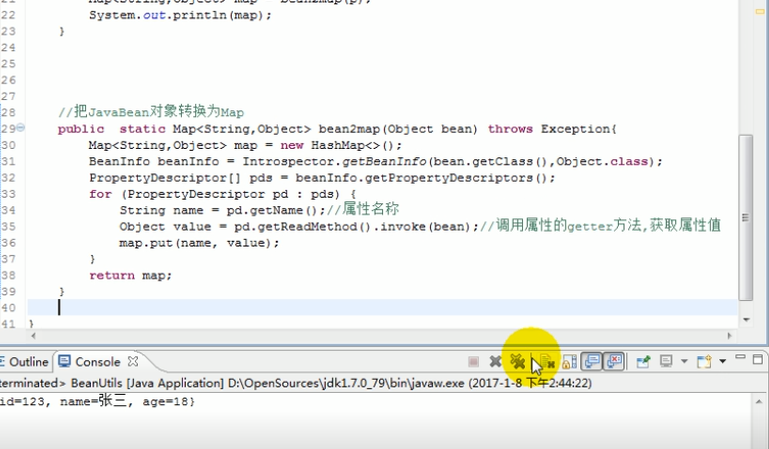 22 System.out.println(map);
23 }
24
25
26
27
28 //把JavaBean对象转换为Map
29 public static Map<String,Object> bean2map(Object bean) throws Exception{
30 Map<String,Object> map = new HashMap<>();
31 BeanInfo beanInfo = Introspector.getBeanInfo(bean.getClass(),Object.class);
32 PropertyDescriptor[] pds = beanInfo.getPropertyDescriptors();
33 for (PropertyDescriptor pd : pds) {
34 String name = pd.getName();//属性名称
35 Object value = pd.getReadMethod().invoke(bean);//调用属性的getter方法,获取属性值
36 map.put(name, value);
37 }
38 return map;
39 }
40
41 }
Outline Console
terminated> BeanUtils [Java Application] D:\OpenSources\jdk1.7.0_79\bin\javaw.exe (2017-1-8 下午2:44:22)
id=123, name=张三, age=18}